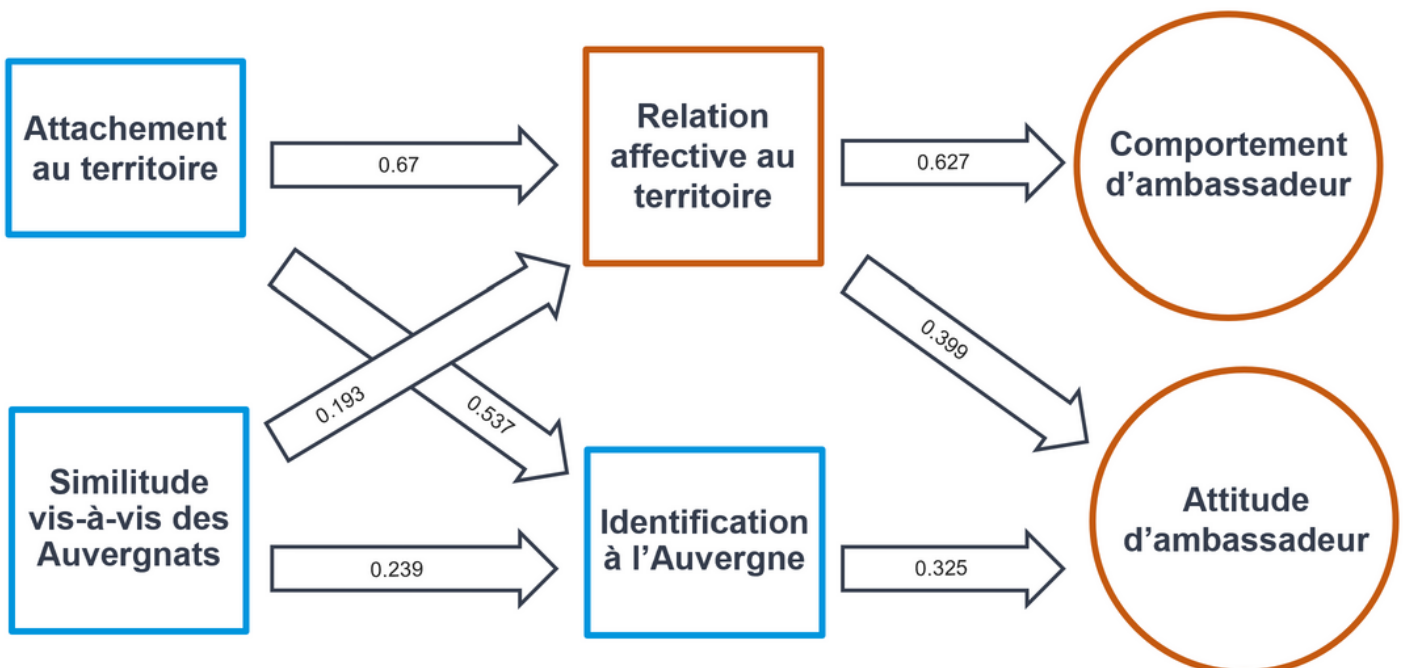 Attachement
au territoire
0.67
Relation
affective au
territoire
0.627
Comportement
d’ambassadeur
0.193
0.537
0.399
Similitude
vis-à-vis des
Auvergnats
0.239
Identification
à l’Auvergne
0.325
Attitude
d’ambassadeur